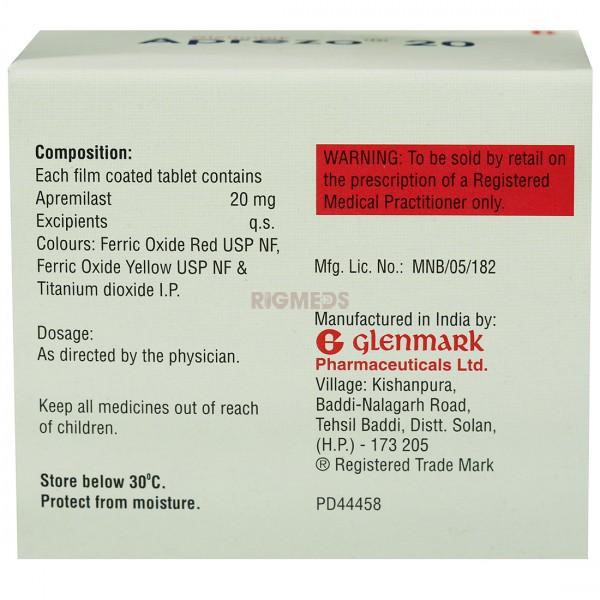 Aprezo 20
Composition:
Each film coated tablet contains
Apremilast 20 mg
Excipients q.s.
Colours: Ferric Oxide Red USP NF,
Ferric Oxide Yellow USP NF &
Titanium dioxide I.P.
Dosage:
As directed by the physician.
Keep all medicines out of reach
of children.
Store below 30⁰C.
Protect from moisture.
WARNING: To be sold by retail on
the prescription of a Registered
Medical Practitioner only.
Mfg. Lic. No.: MNB/05/182
RIGMEDS
Manufactured in India by:
G glenmark
Pharmaceuticals Ltd.
Village: Kishanpura,
Baddi-Nalagarh Road,
Tehsil Baddi, Distt. Solan,
(H.P.) - 173 205
® Registered Trade Mark
PD44458